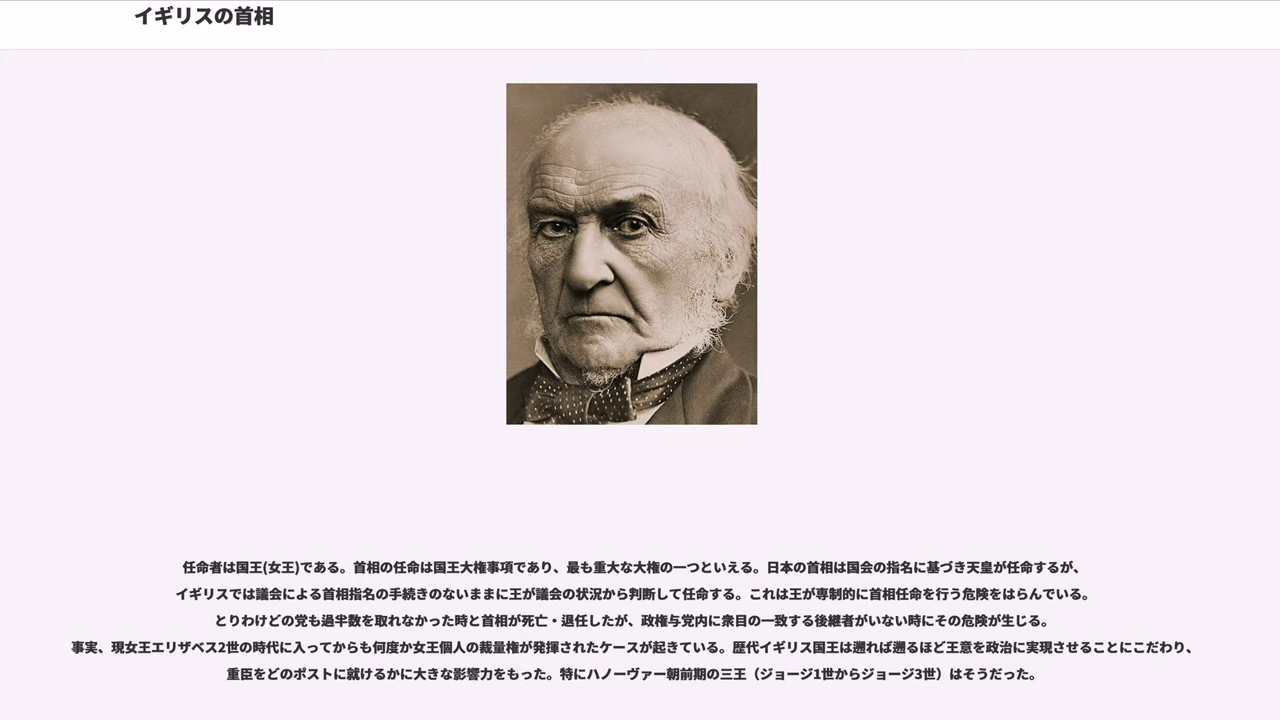 イギリスの首相
任命者は国王(女王)である。首相の任命は国王大権事項であり、最も重大な大権の一つといえる。日本の首相は国会の指名に基づき天皇が任命するが、
イギリスでは議会による首相指名の手続きのないままに王が議会の状況から判断して任命する。これは王が専制的に首相任命を行う危険をはらんでいる。
とりわけどの党も過半数を取れなかった時と首相が死亡・退任したが、政権与党内に衆目の一致する後継者がいない時にその危険が生じる。
事実、現女王エリザベス2世の時代に入ってからも何度か女王個人の裁量権が発揮されたケースが起きている。歴代イギリス国王は遡れば遡るほど王意を政治に実現させることにこだわり、
重臣をどのポストに就けるかに大きな影響力をもった。特にハノーヴァー朝前期の三王（ジョージ1世からジョージ3世）はそうだった。